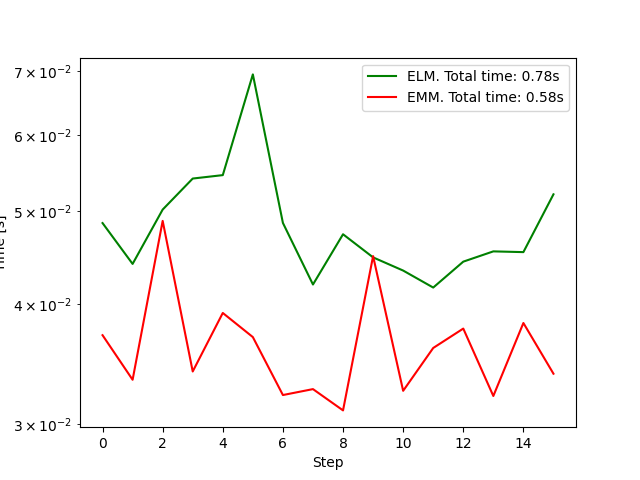 7 × 10⁻²
6 × 10⁻²
5 × 10⁻²
4 × 10⁻²
3 × 10⁻²
[s]
ELM. Total time: 0.78s
EMM. Total time: 0.58s
0 2 4 6 8 10 12 14
Step